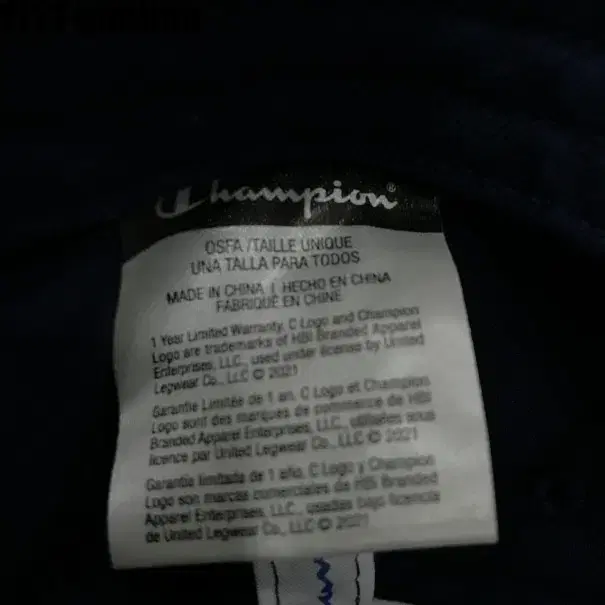 Champion®
OSFA / TAILLE UNIQUE
UNA TALLA PARA TODOS
MADE IN CHINA | HECHO EN CHINA
FABRIQUÉ EN CHINE
1 Year Limited Warranty. C Logo and Champion
Logo are trademarks of HBI Branded Apparel
Enterprises, LLC., used under license by United
Legwear Co., LLC © 2021
Garantie Limitée de 1 an. C Logo et Champion
Logo sont des marques de commerce de HBI
Branded Apparel Enterprises, LLC., utilisées sous
licence par United Legwear Co., LLC © 2021
Garantía limitada de 1 año. C Logo y Champion
Logo son marcas comerciales de HBI Branded
Apparel Enterprises, LLC., usadas bajo licencia
de United Legwear Co., LLC © 2021